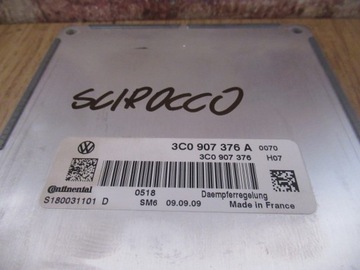 SCIROCCO
3C0 907 376 A 0070
3C0 907 376 H07
Continental
0518 Daempferregelung
S180031101 D SM6 09.09.09 Made in France